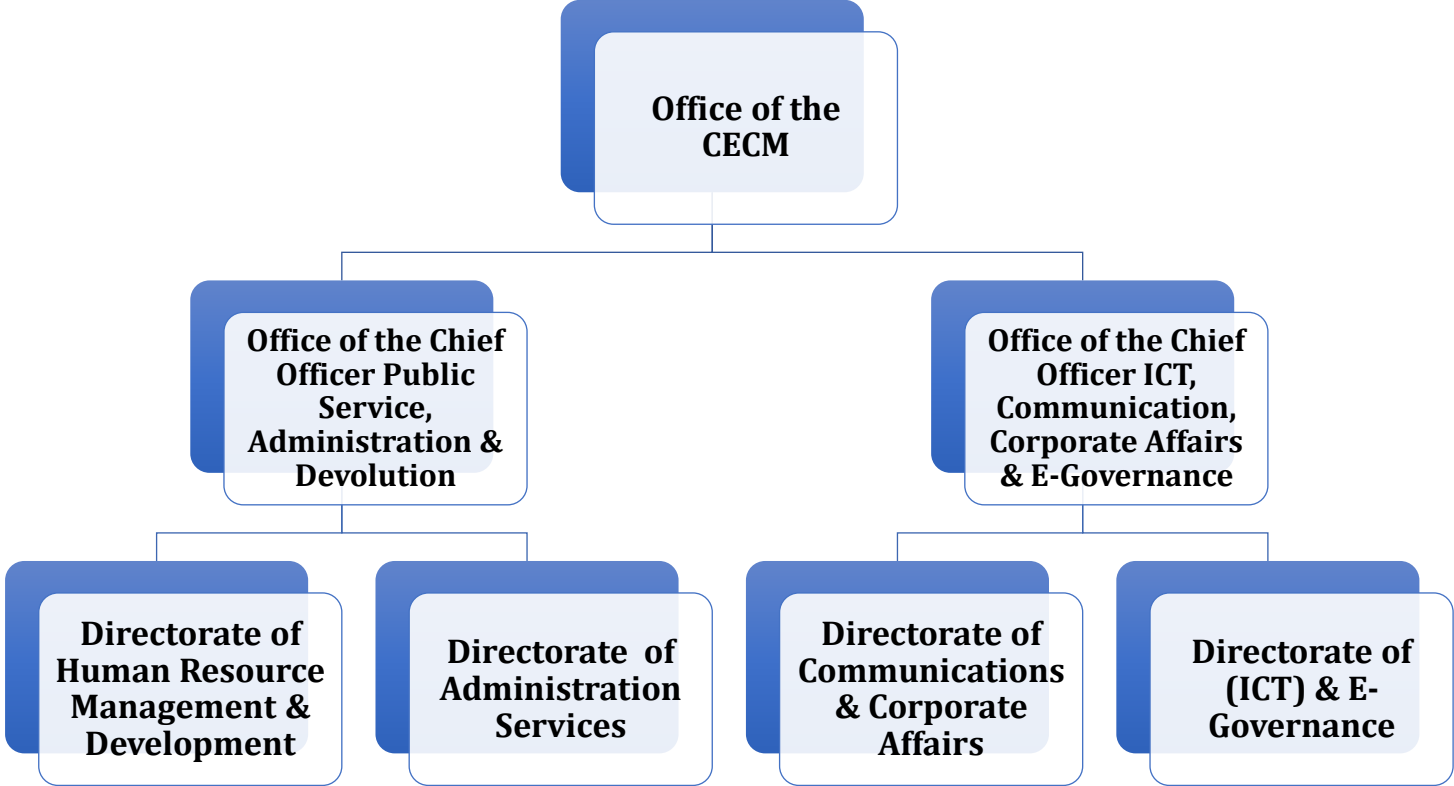 Office of the
CECM
Office of the Chief
Officer Public
Service,
Administration &
Devolution
Office of the Chief
Officer ICT,
Communication,
Corporate Affairs
& E-Governance
Directorate of
Human Resource
Management &
Development
Directorate  of
Administration
Services
Directorate of
Communications
& Corporate
Affairs
Directorate of
(ICT) & E-
Governance